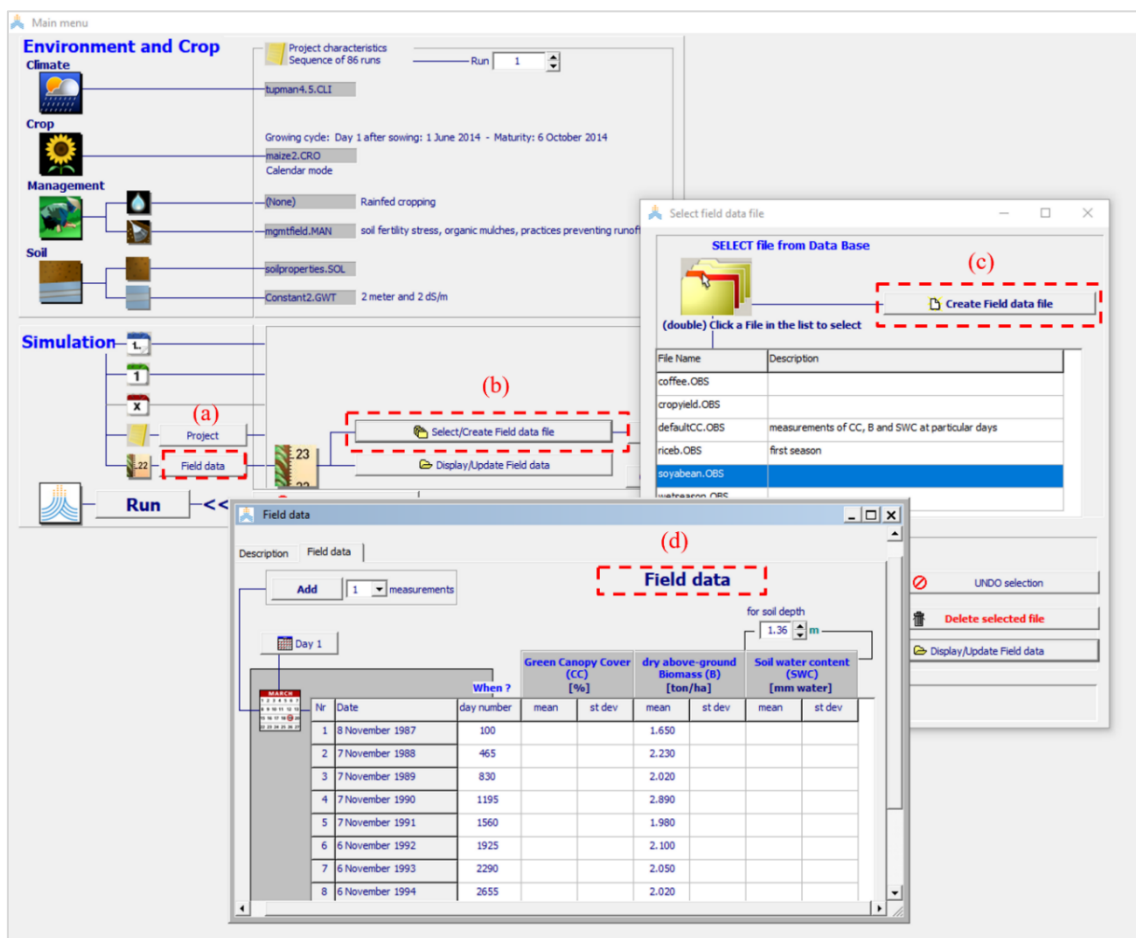 Main menu
Environment and Crop
Climate
Project characteristics
Sequence of 86 runs
Run 1
tupman4.5.CLI
Crop
Growing cycle: Day 1 after sowing: 1 June 2014 - Maturity: 6 October 2014
maize2.CRO
Calendar mode
Management
(None) Rainfed cropping
mgmtfield.MAN soil fertility stress, organic mulches, practices preventing runoff
Soil
soilproperties.SOL
Constant2.GWT 2 meter and 2 dS/m
Simulation
1
X
(a)
Project
Field data
(b)
Select/Create Field data file
Display/Update Field data
23
22
Run <<
Select field data file
SELECT file from Data Base
(c)
Create Field data file
(double) Click a File in the list to select
File Name Description
coffee.OBS
cropyield.OBS
defaultCC.OBS measurements of CC, B and SWC at particular days
riceb.OBS first season
soyabean.OBS
UNDO selection
Delete selected file
Display/Update Field data
Field data
Description Field data
(d)
Field data
Add 1 measurements
for soil depth
1.36 m
Day 1
MARCH
Green Canopy Cover (CC) [%] dry above-ground Biomass (B) [ton/ha] Soil water content (SWC) [mm water]
When ?
Nr Date day number mean st dev mean st dev mean st dev
1 8 November 1987 100 1.650
2 7 November 1988 465 2.230
3 7 November 1989 830 2.020
4 7 November 1990 1195 2.890
5 7 November 1991 1560 1.980
6 6 November 1992 1925 2.100
7 6 November 1993 2290 2.050
8 6 November 1994 2655 2.020